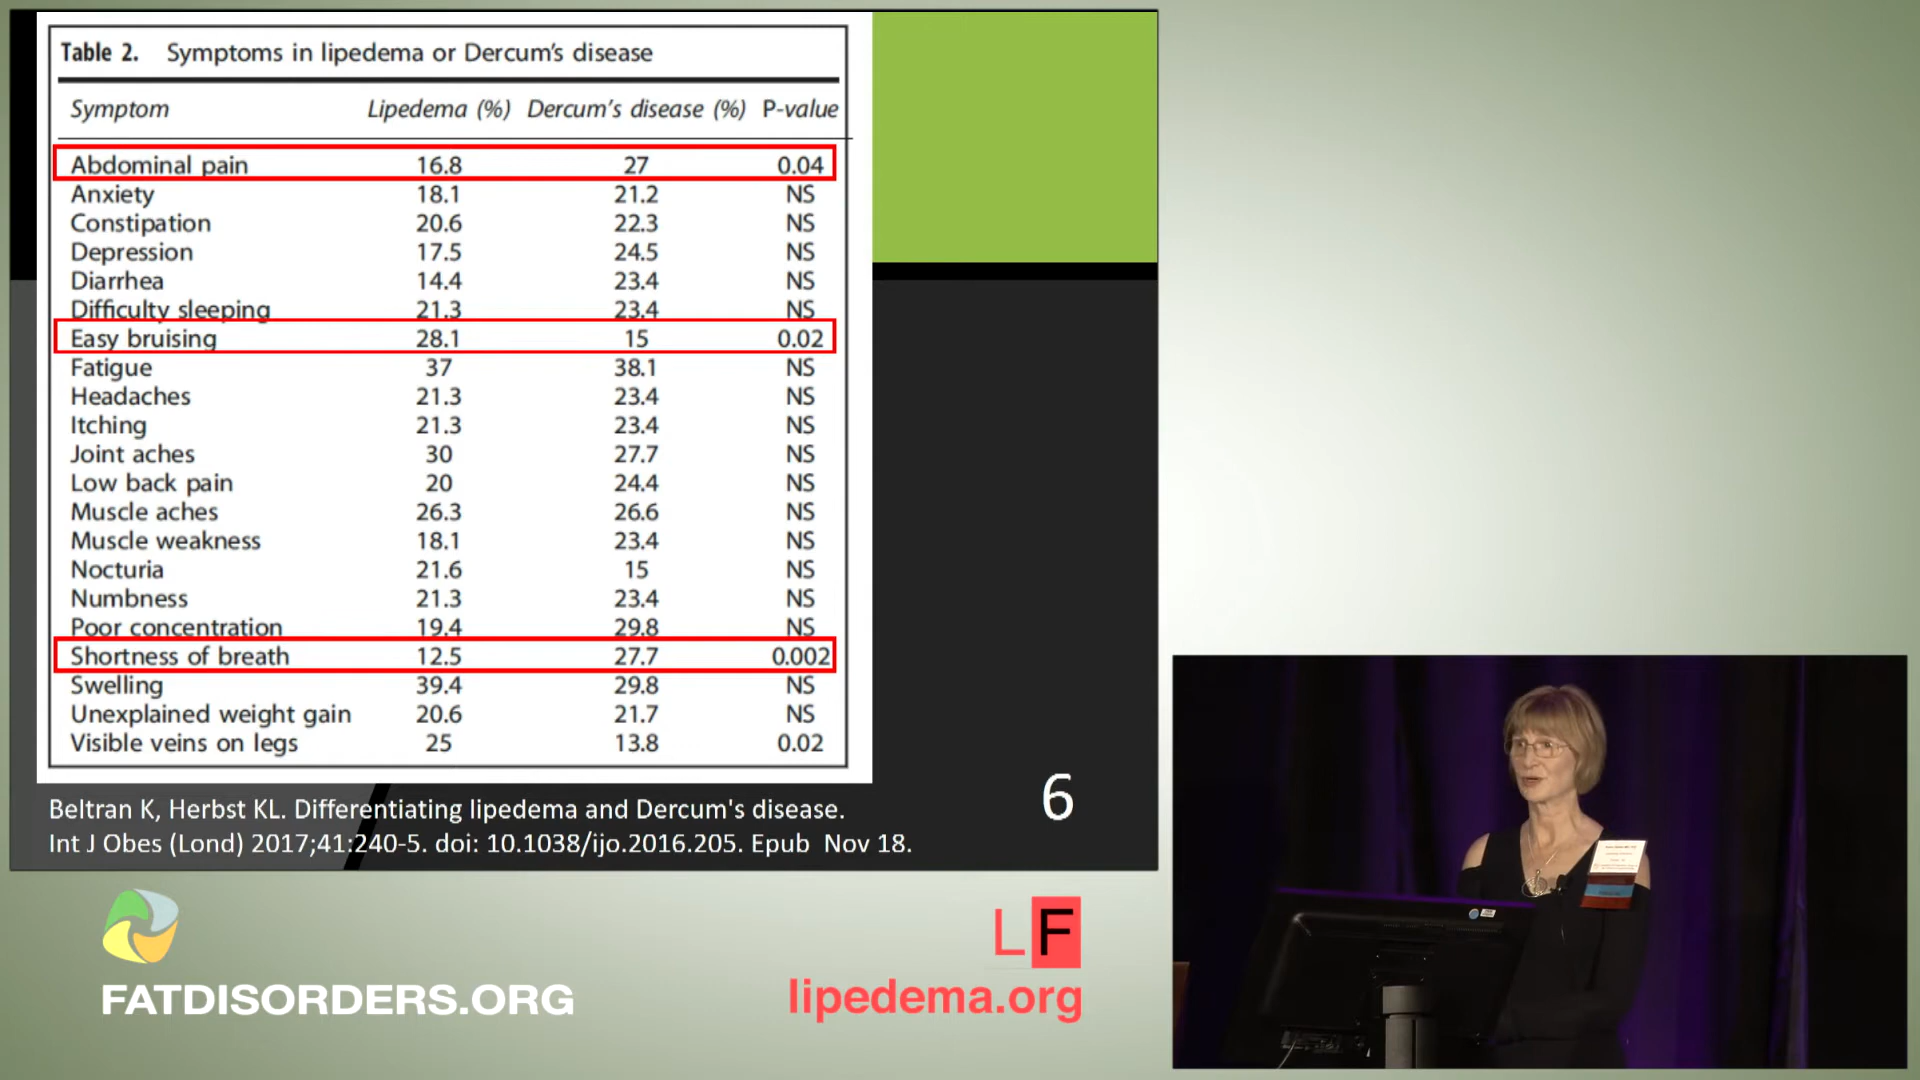 Table 2. Symptoms in lipedema or Dercum's disease
Symptom Lipedema (%) Dercum's disease (%) P-value
Abdominal pain 16.8 27 0.04
Anxiety 18.1 21.2 NS
Constipation 20.6 22.3 NS
Depression 17.5 24.5 NS
Diarrhea 14.4 23.4 NS
Difficulty sleeping 21.3 23.4 NS
Easy bruising 28.1 15 0.02
Fatigue 37 38.1 NS
Headaches 21.3 23.4 NS
Itching 21.3 23.4 NS
Joint aches 30 27.7 NS
Low back pain 20 24.4 NS
Muscle aches 26.3 26.6 NS
Muscle weakness 18.1 23.4 NS
Nocturia 21.6 15 NS
Numbness 21.3 23.4 NS
Poor concentration 19.4 29.8 NS
Shortness of breath 12.5 27.7 0.002
Swelling 39.4 29.8 NS
Unexplained weight gain 20.6 21.7 NS
Visible veins on legs 25 13.8 0.02
Beltran K, Herbst KL. Differentiating lipedema and Dercum's disease.
Int J Obes (Lond) 2017;41:240-5. doi: 10.1038/ijo.2016.205. Epub Nov 18.
6
FATDISORDERS.ORG
LF
lipedema.org